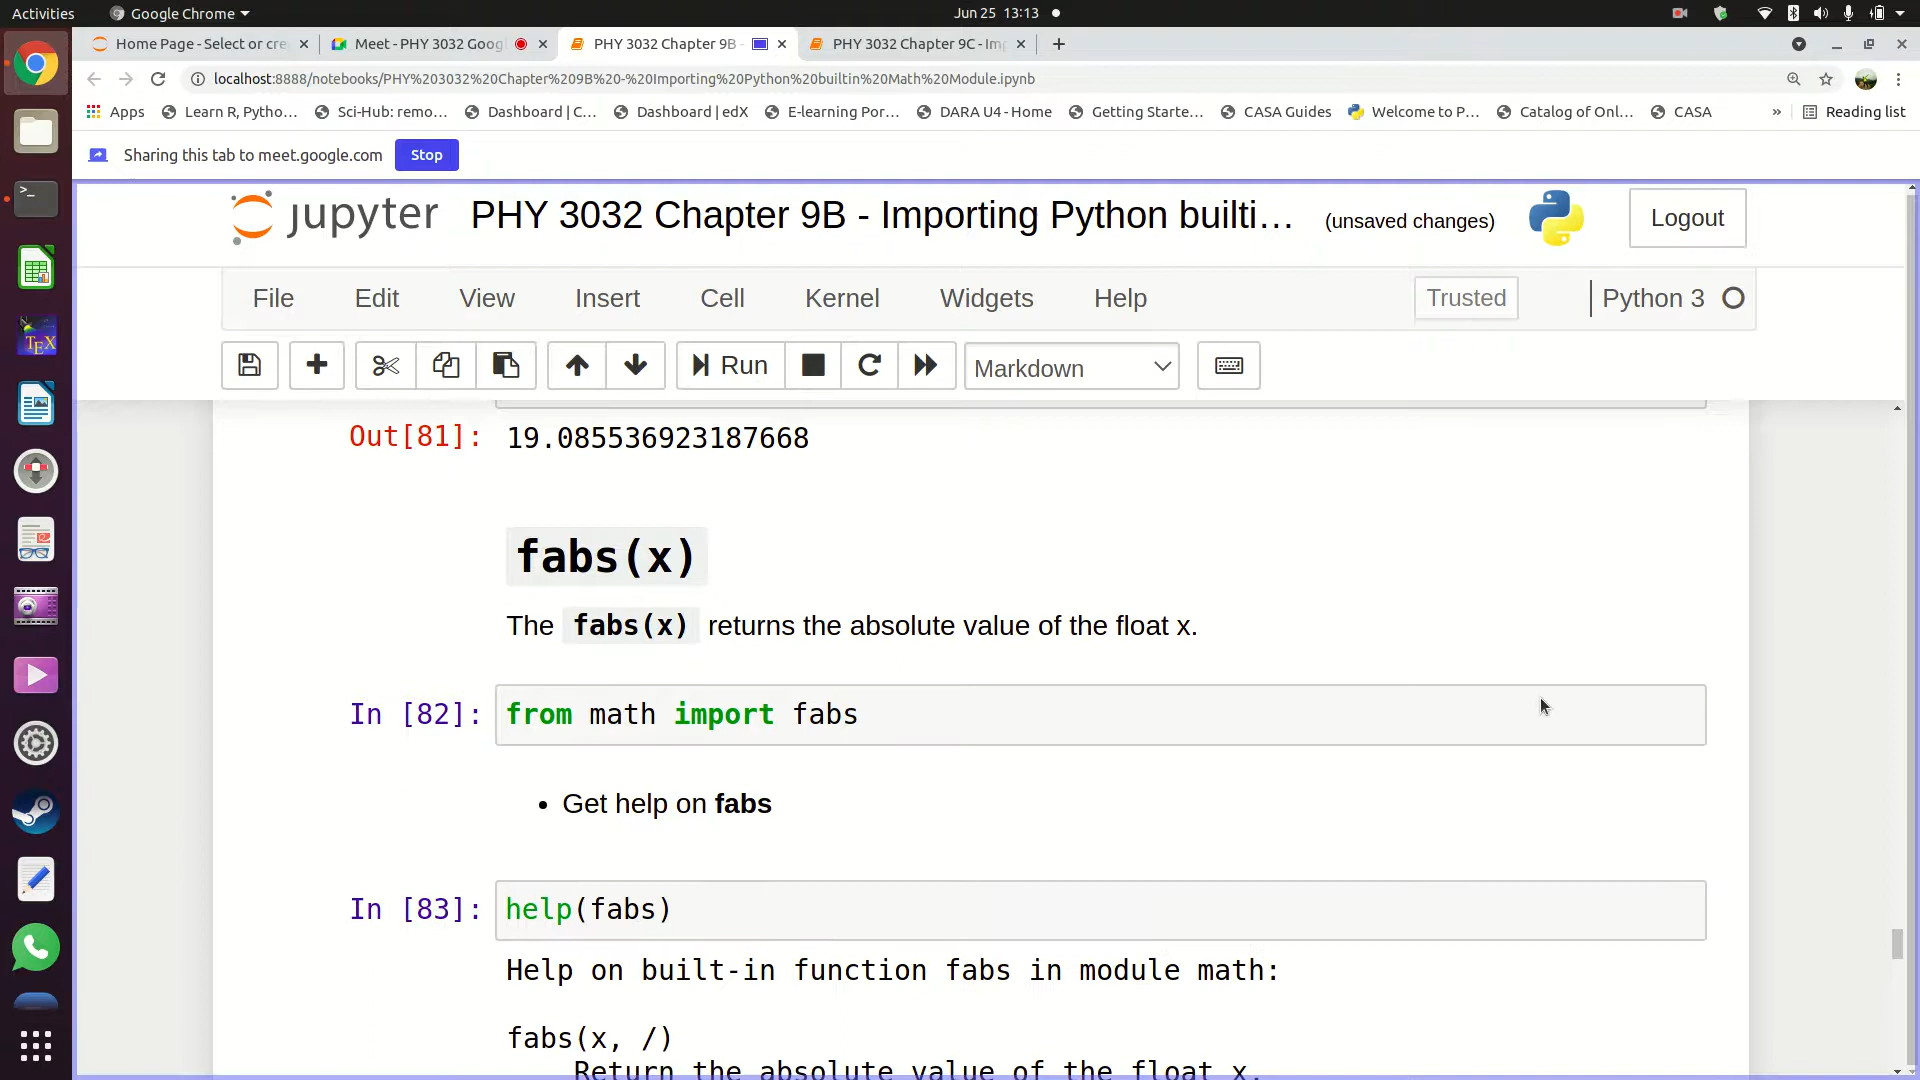 Activities
Google Chrome
Jun 25 13:13
Home Page - Select or cre
Meet - PHY 3032 Goog
PHY 3032 Chapter 9B -
PHY 3032 Chapter 9C - Im
localhost:8888/notebooks/PHY%203032%20Chapter%209B%20-%20Importing%20Python%20builtin%20Math%20Module.ipynb
Apps
Learn R, Pytho...
Sci-Hub: remo...
Dashboard | C...
Dashboard | edX
E-learning Por...
DARA U4 - Home
Getting Starte...
CASA Guides
Welcome to P...
Catalog of Onl...
CASA
»
Reading list
Sharing this tab to meet.google.com
Stop
jupyter
PHY 3032 Chapter 9B - Importing Python builti...
(unsaved changes)
Logout
File Edit View Insert Cell Kernel Widgets Help
Trusted
Python 3
Run
Markdown
Out[81]: 19.085536923187668
fabs(x)
The fabs(x) returns the absolute value of the float x.
In [82]: from math import fabs
• Get help on fabs
In [83]: help(fabs)
Help on built-in function fabs in module math:
fabs(x, /)
Return the absolute value of the float x.